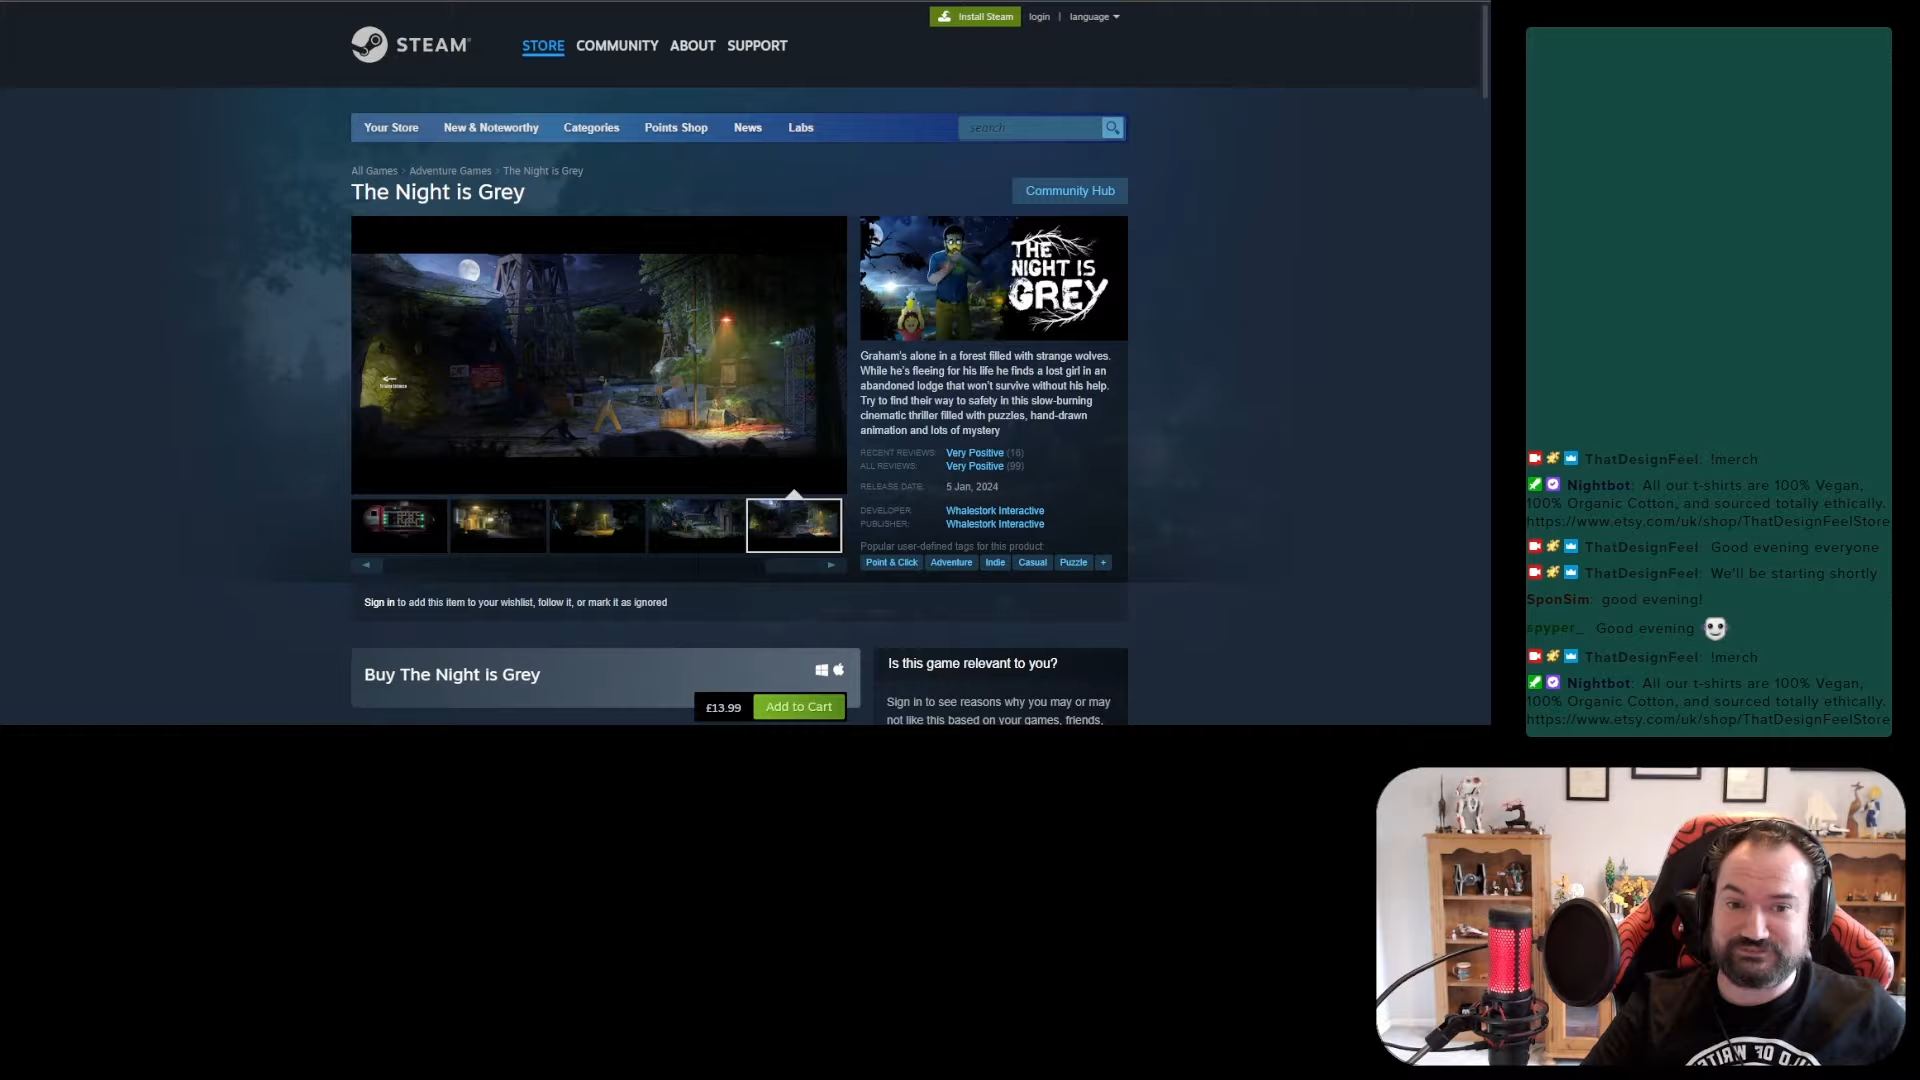 Install Steam
login
|
language
STEAM
STORE
COMMUNITY
ABOUT
SUPPORT
Your Store
New & Noteworthy
Categories
Points Shop
News
Labs
search
All Games > Adventure Games > The Night is Grey
The Night is Grey
Community Hub
THE
NIGHT IS
GREY
Graham's alone in a forest filled with strange wolves.
While he's fleeing for his life he finds a lost girl in an
abandoned lodge that won't survive without his help.
Try to find their way to safety in this slow-burning
cinematic thriller filled with puzzles, hand-drawn
animation and lots of mystery
RECENT REVIEWS: Very Positive (16)
ALL REVIEWS: Very Positive (99)
RELEASE DATE: 5 Jan, 2024
DEVELOPER: Whalestork Interactive
PUBLISHER: Whalestork Interactive
Popular user-defined tags for this product:
Point & Click
Adventure
Indie
Casual
Puzzle
+
Sign in to add this item to your wishlist, follow it, or mark it as ignored
Buy The Night is Grey
£13.99
Add to Cart
Is this game relevant to you?
Sign in to see reasons why you may or may
not like this based on your games, friends,
ThatDesignFeel: !merch
Nightbot: All our t-shirts are 100% Vegan,
100% Organic Cotton, and sourced totally ethically.
https://www.etsy.com/uk/shop/ThatDesignFeelStore
ThatDesignFeel: Good evening everyone
ThatDesignFeel: We'll be starting shortly
SponSim: good evening!
spyper_ Good evening
ThatDesignFeel: !merch
Nightbot: All our t-shirts are 100% Vegan,
100% Organic Cotton, and sourced totally ethically.
https://www.etsy.com/uk/shop/ThatDesignFeelStore